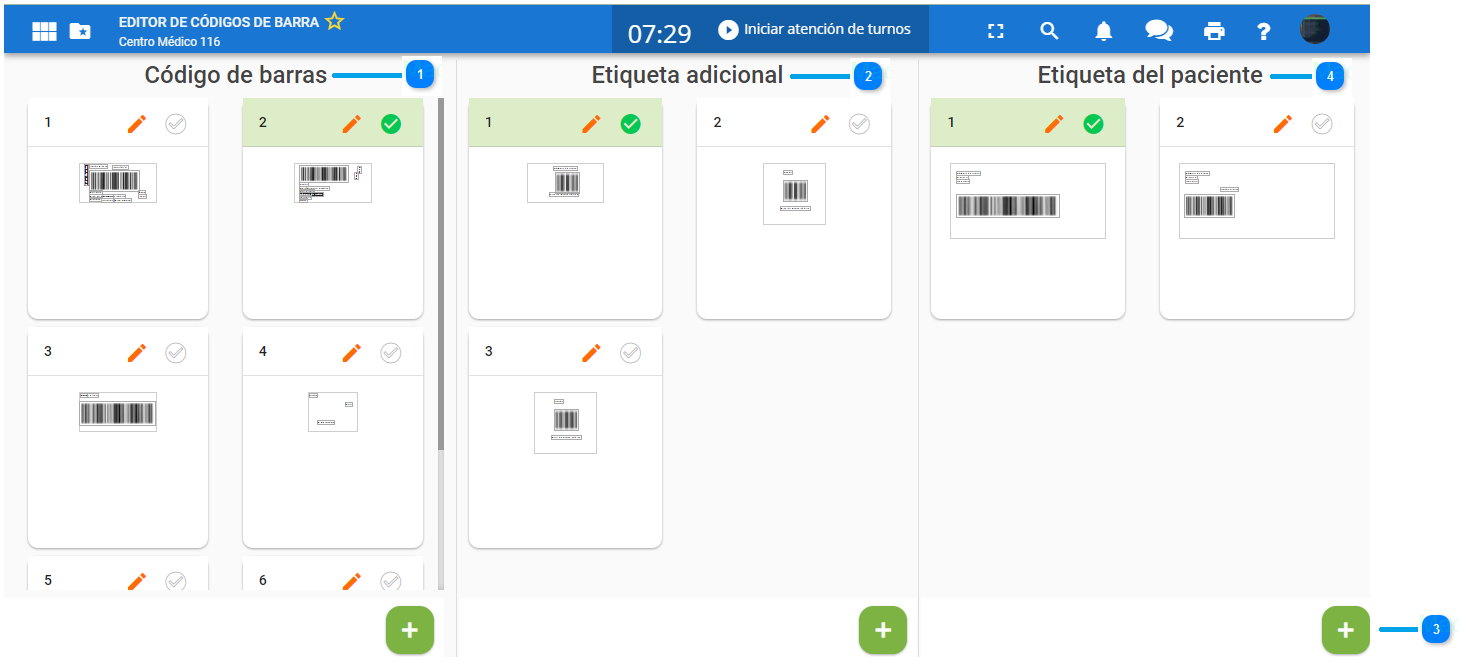 EDITOR DE CÓDIGOS DE BARRA
Centro Médico 116
07:29
Iniciar atención de turnos
?
Código de barras 1
Etiqueta adicional 2
Etiqueta del paciente 4
1 2
1 2
1 2
3 4
3
5 6
+ + + 3